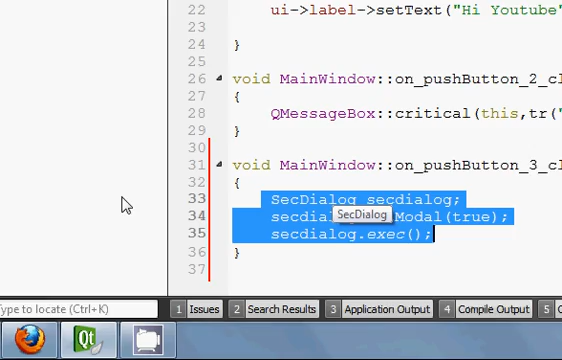 22 ui->label->setText("Hi Youtube"
23
24 }
25
26 void MainWindow::on_pushButton_2_cl
27 {
28 QMessageBox::critical(this,tr("
29 }
30
31 void MainWindow::on_pushButton_3_cl
32 {
33 SecDialog secdialog;
34 secdia Modal(true);
SecDialog
35 secdialog.exec();
36 }
37
Type to locate (Ctrl... 1 Issues 2 Search Results 3 Application Output 4 Compile Output 5
Qt